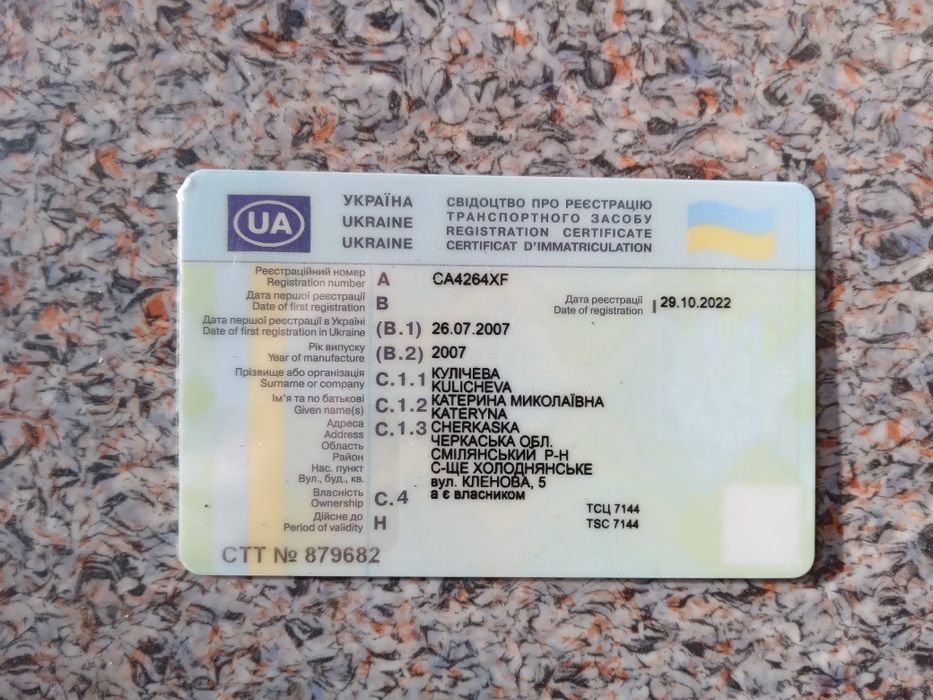 UA
УКРАЇНА
UKRAINE
UKRAINE
СВІДОЦТВО ПРО РЕЄСТРАЦІЮ
ТРАНСПОРТНОГО ЗАСОБУ
REGISTRATION CERTIFICATE
CERTIFICAT D'IMMATRICULATION
Реєстраційний номер
Registration number A CA4264XF
Дата першої реєстрації
Date of first registration B
Дата реєстрації
Date of registration I 29.10.2022
Дата першої реєстрації в Україні
Date of first registration in Ukraine (B.1) 26.07.2007
Рік випуску
Year of manufacture (B.2) 2007
Прізвище або організація
Surname or company C.1.1 КУЛІЧЕВА
KULICHEVA
Ім'я та по батькові
Given name(s) C.1.2 КАТЕРИНА МИКОЛАЇВНА
KATERYNA
Адреса
Address C.1.3 CHERKASKA
Область ЧЕРКАСЬКА ОБЛ.
Район СМІЛЯНСЬКИЙ Р-Н
Нас. пункт С-ЩЕ ХОЛОДНЯНСЬКЕ
Вул., буд., кв. вул. КЛЕНОВА, 5
Власність
Ownership C.4 а є власником
Дійсне до
Period of validity H
ТСЦ 7144
TSC 7144
СТТ № 879682